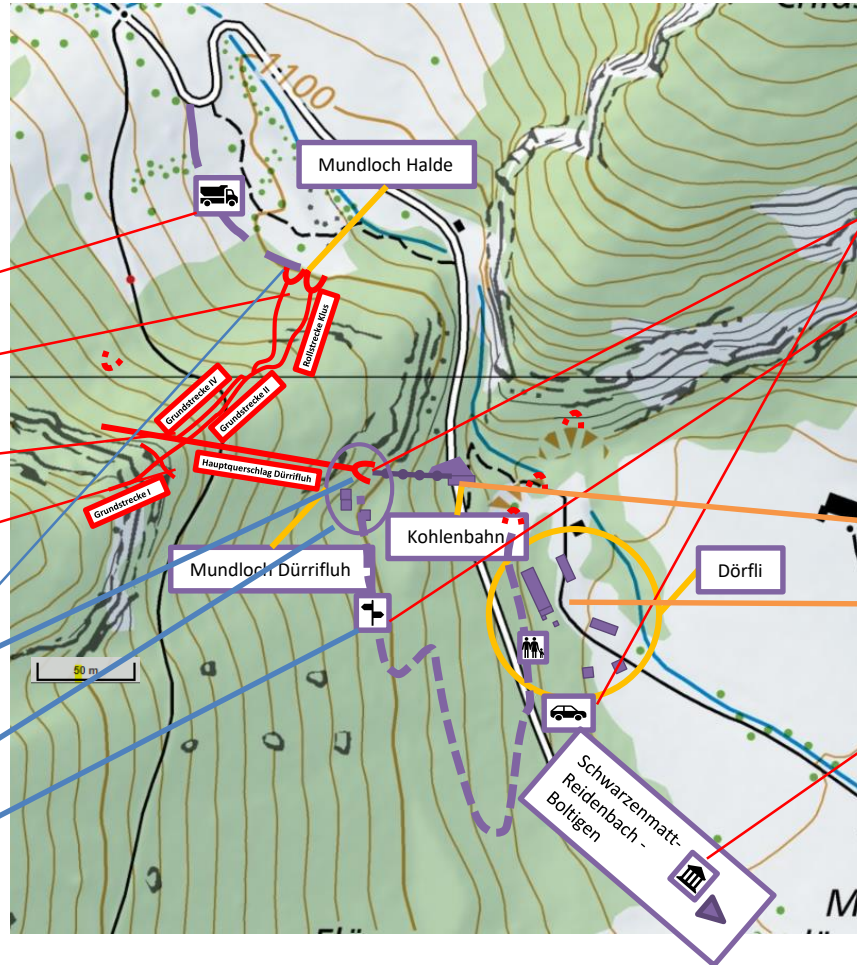 1100
Mundloch Halde
Rollstrecke Klus
Grundstrecke IV
Grundstrecke II
Hauptquerschlag Dürrifluh
Grundstrecke I
Kohlenbahn
Mundloch Dürrifluh
Dörfli
50 m
Schwarzenmatt-
Reidenbach -
Boltigen
M